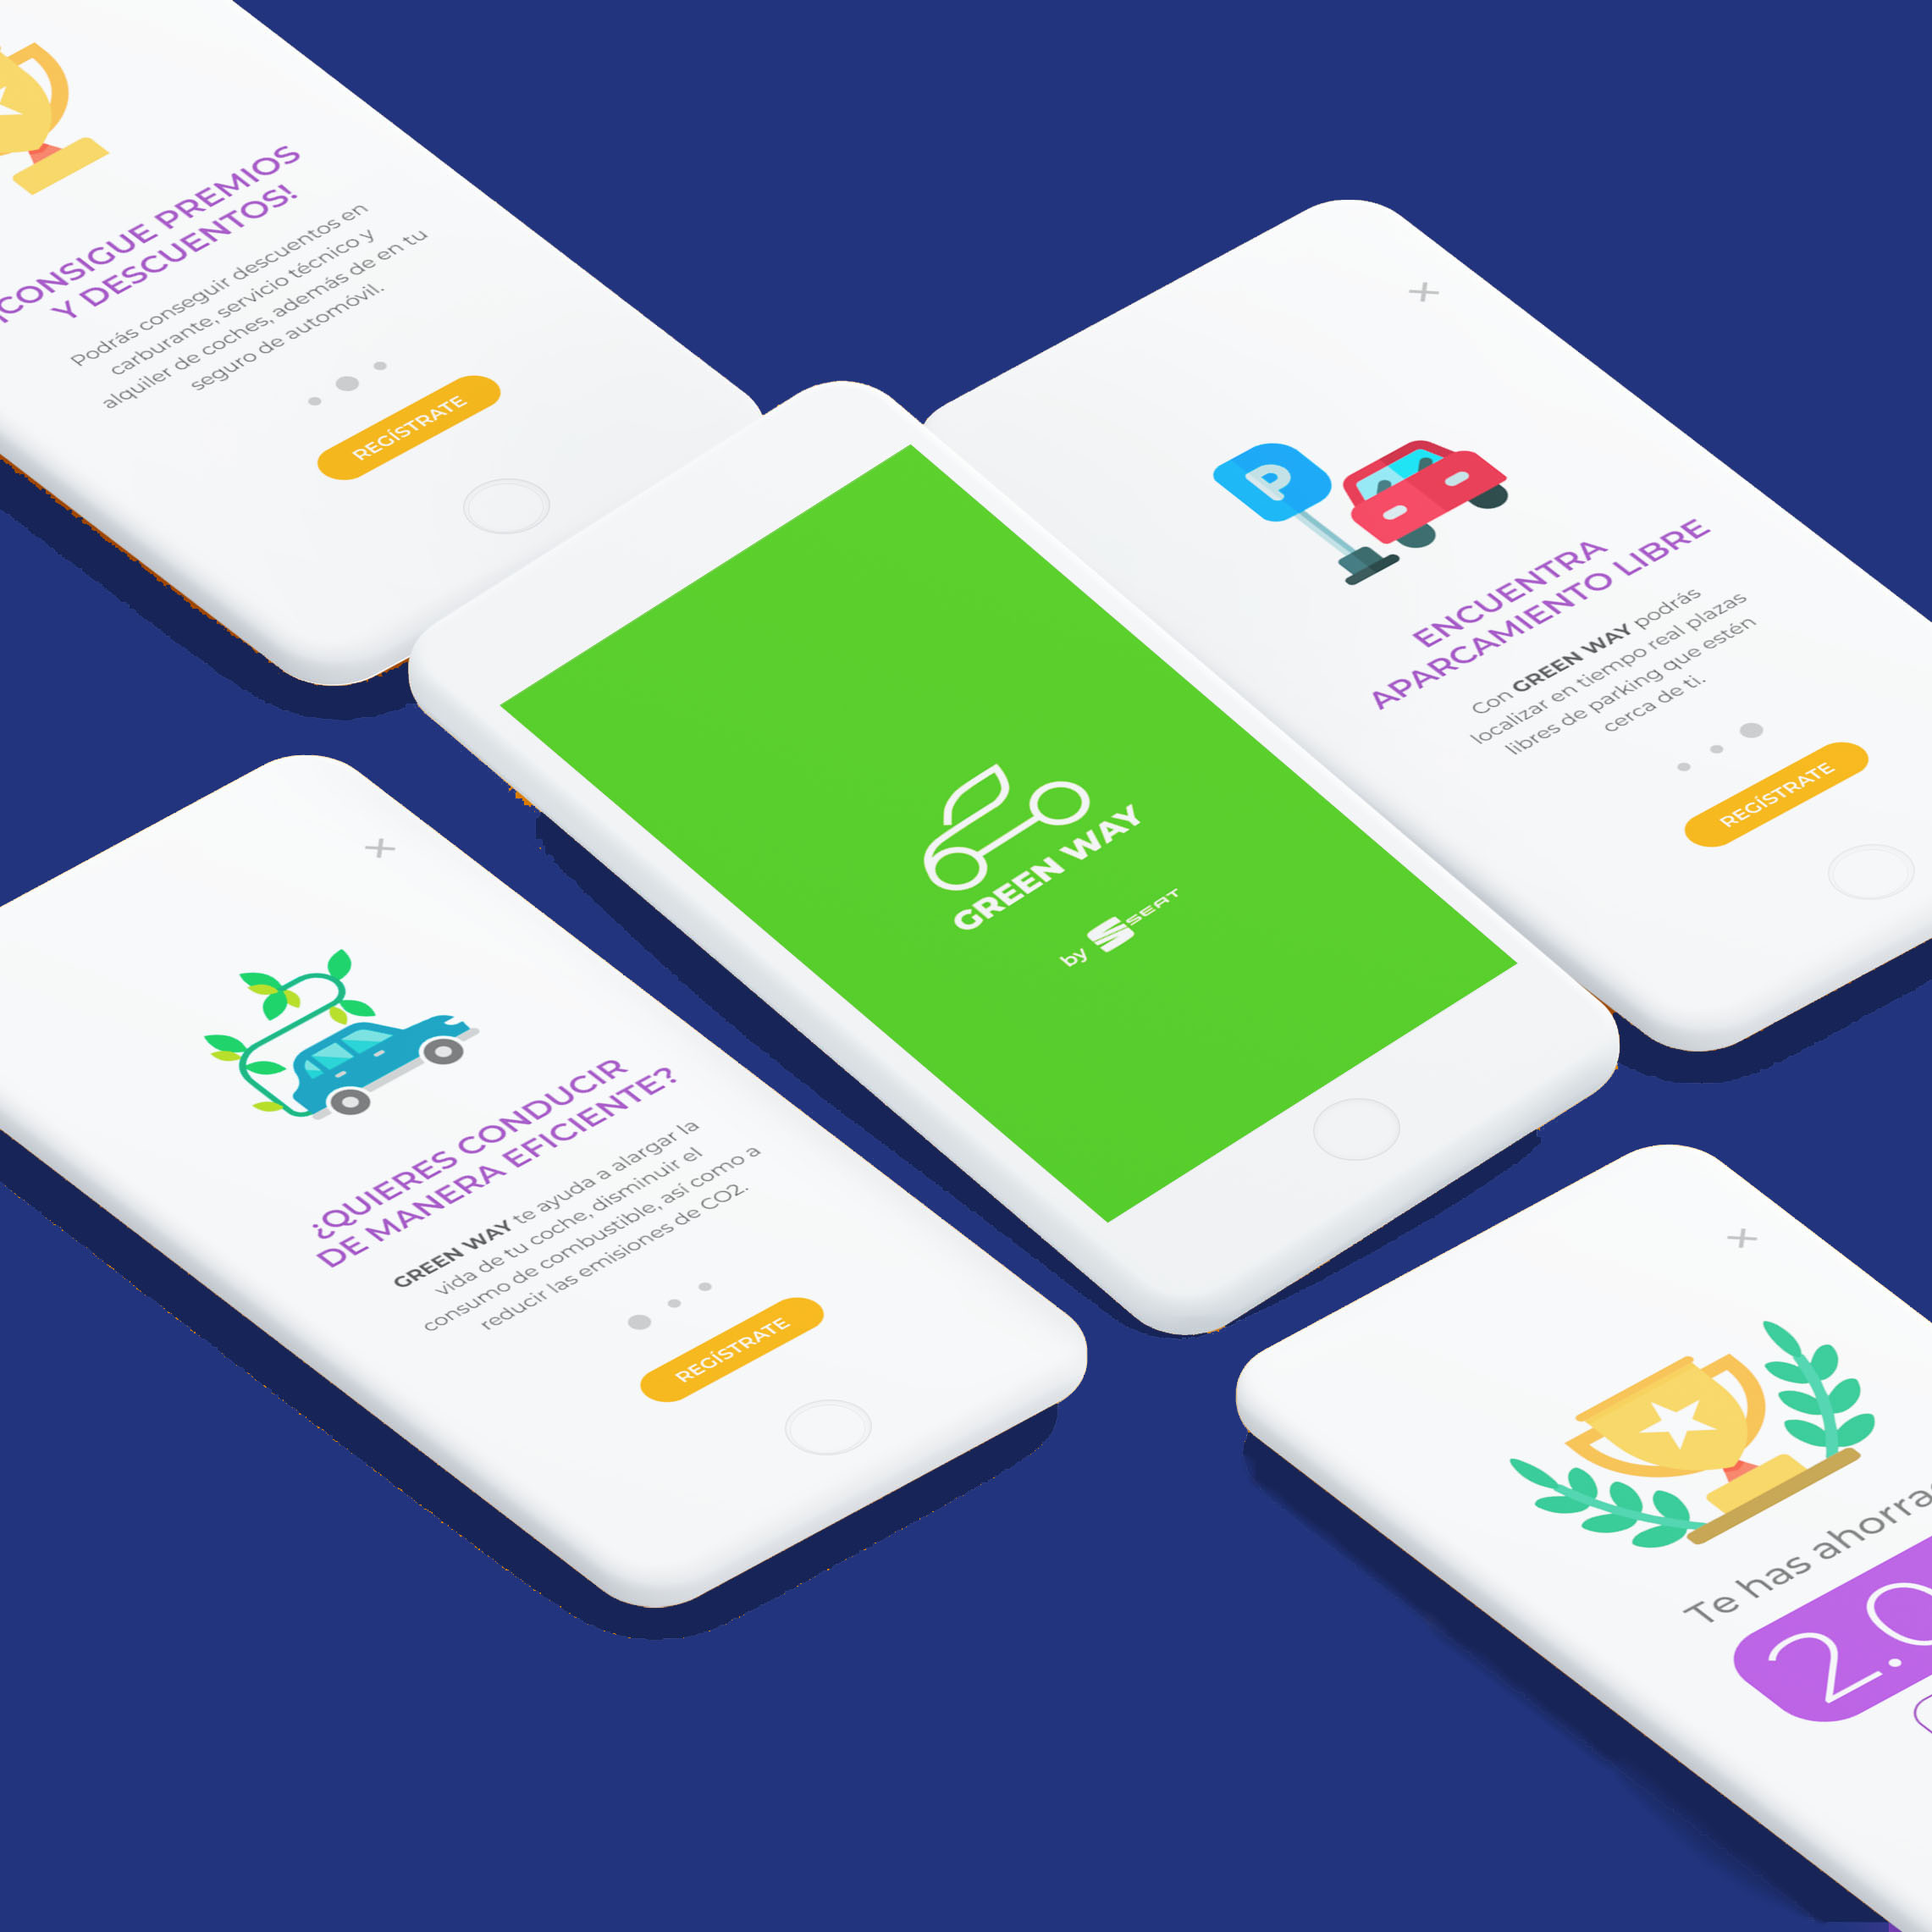 ¡CONSIGUE PREMIOS
Y DESCUENTOS!
Podrás conseguir descuentos en
carburante, servicio técnico y
alquiler de coches, además de en tu
seguro de automóvil.
REGÍSTRATE
P
ENCUENTRA
APARCAMIENTO LIBRE
Con GREEN WAY podrás
localizar en tiempo real plazas
libres de parking que estén
cerca de ti.
REGÍSTRATE
GREEN WAY
by SEAT
¿QUIERES CONDUCIR
DE MANERA EFICIENTE?
GREEN WAY te ayuda a alargar la
vida de tu coche, disminuir el
consumo de combustible, así como a
reducir las emisiones de CO2.
REGÍSTRATE
Te has
2.0